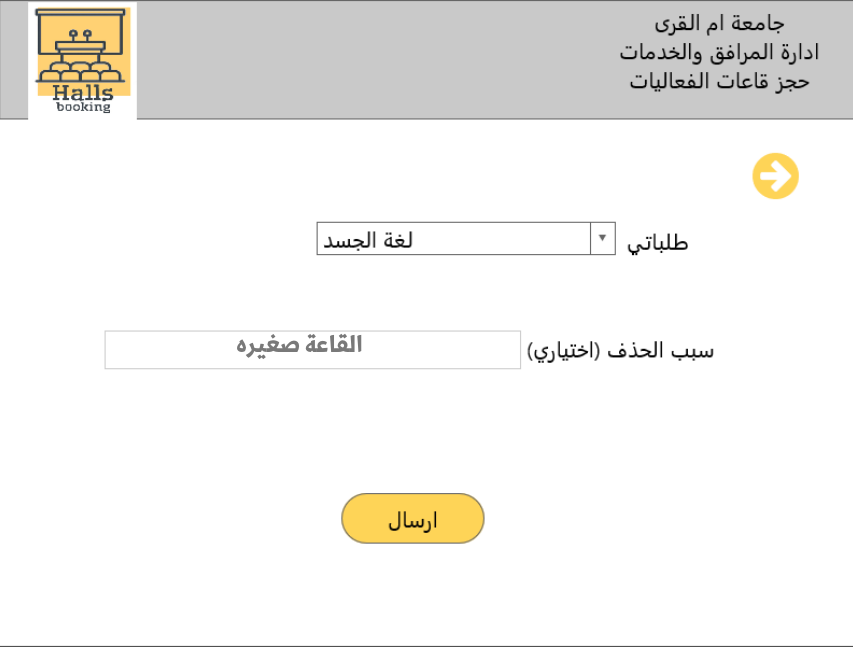 جامعة ام القرى
ادارة المرافق والخدمات
حجز قاعات الفعاليات
Halls
booking
طلباتي
لغة الجسد
سبب الحذف (اختياري)
القاعة صغيره
ارسال